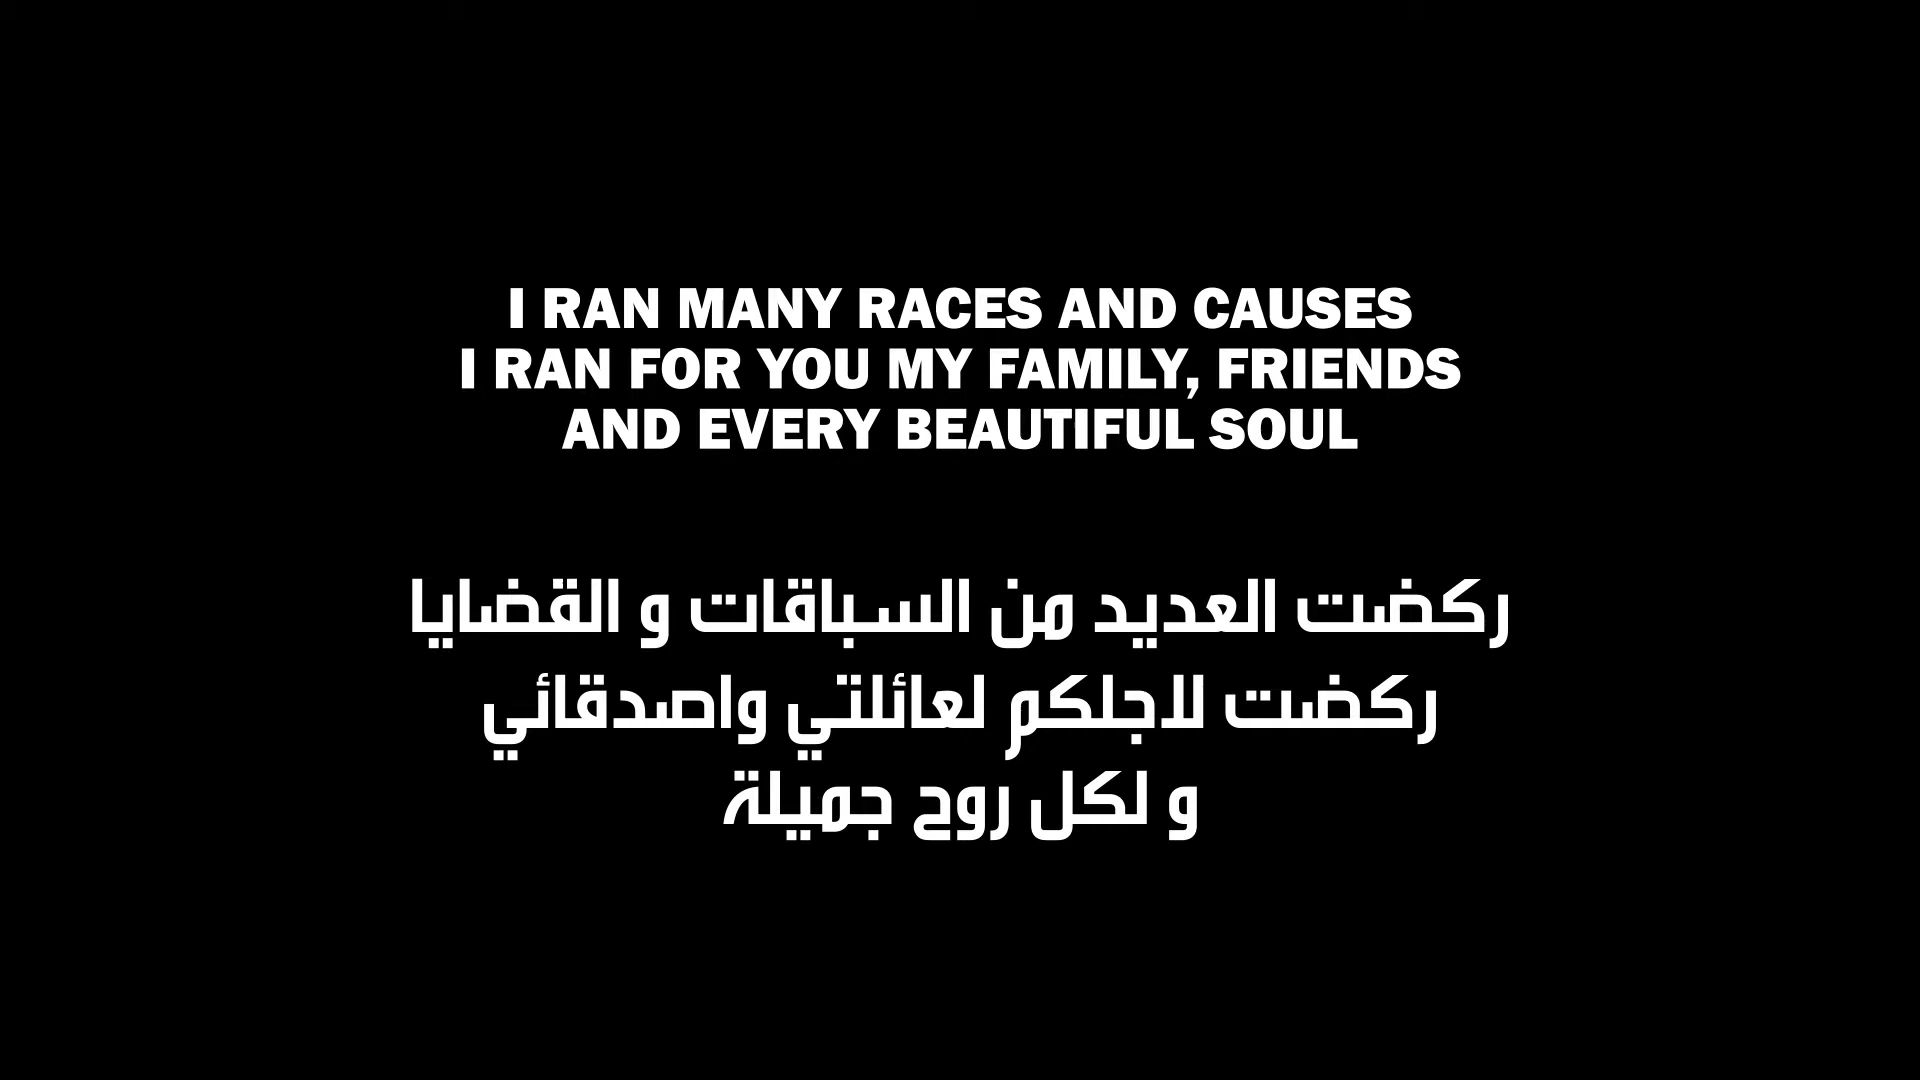 I RAN MANY RACES AND CAUSES
I RAN FOR YOU MY FAMILY, FRIENDS
AND EVERY BEAUTIFUL SOUL
ركضت العديد من السباقات و القضايا
ركضت لاجلكم لعائلتي واصدقائي
و لكل روح جميلة